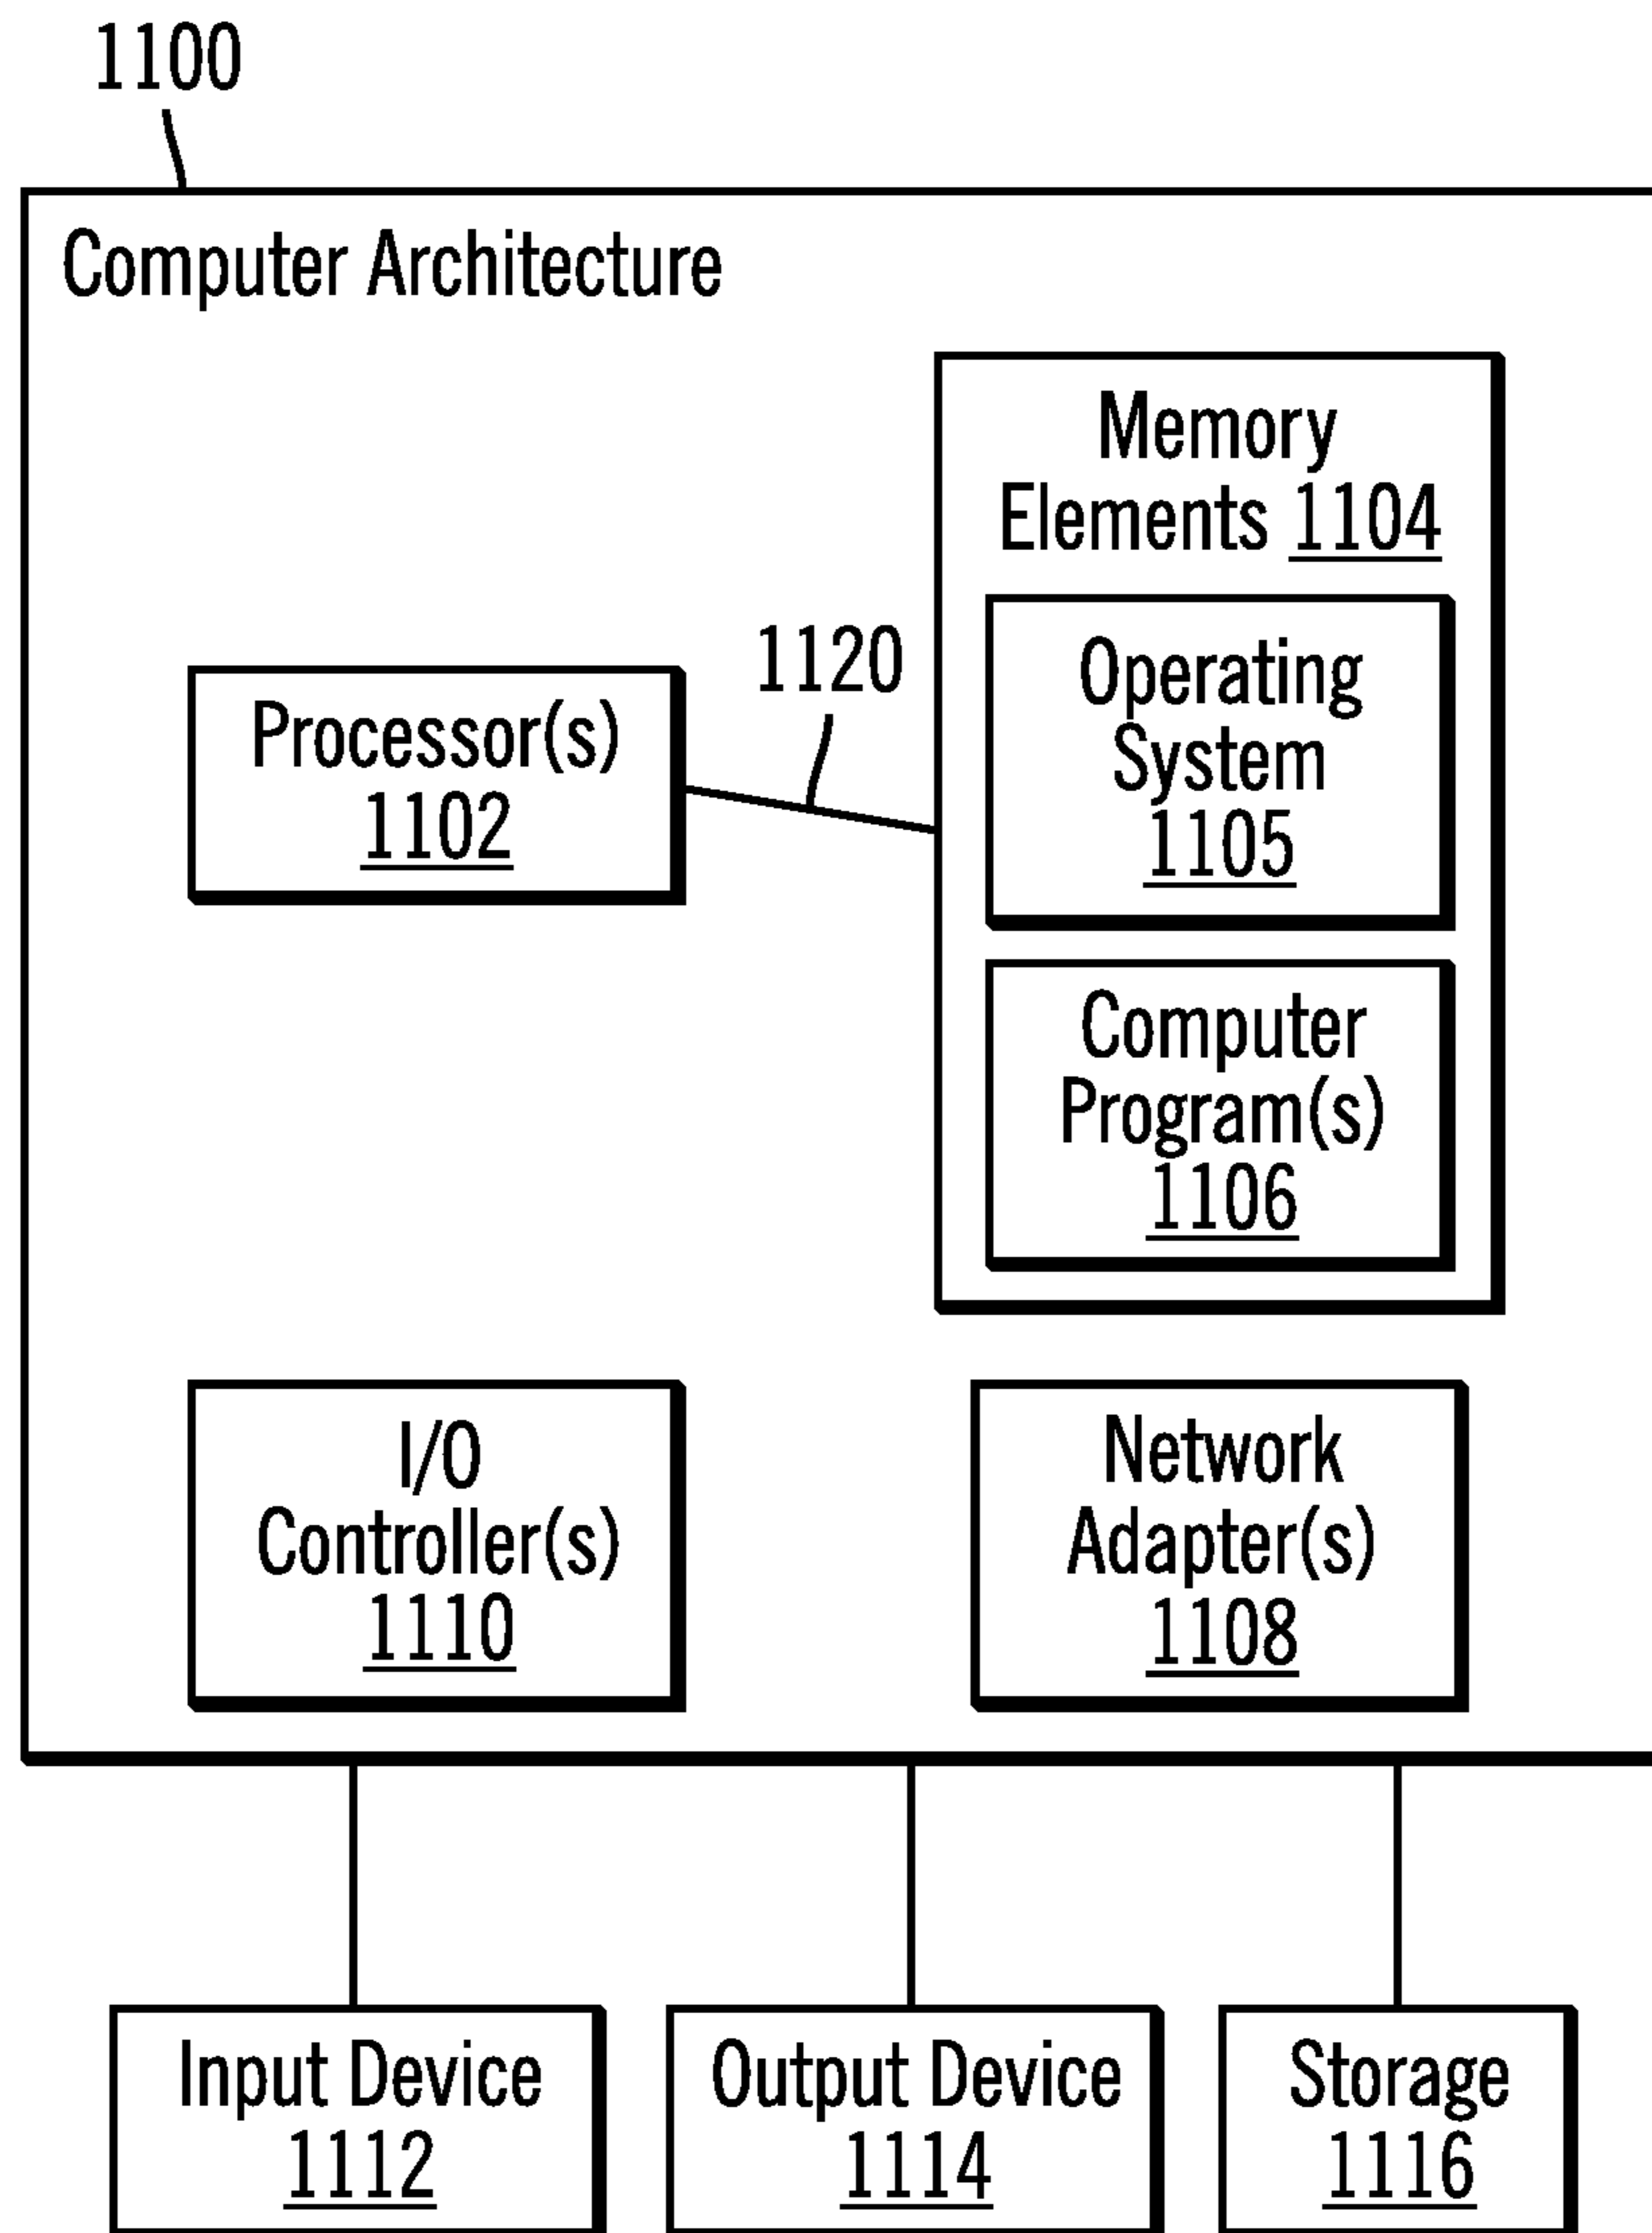 1100
Computer Architecture
Memory
Elements 1104
Operating
System
1105
1120
Processor(s)
1102
Computer
Program(s)
1106
I/O
Controller(s)
1110
Network
Adapter(s)
1108
Input Device
1112
Output Device
1114
Storage
1116